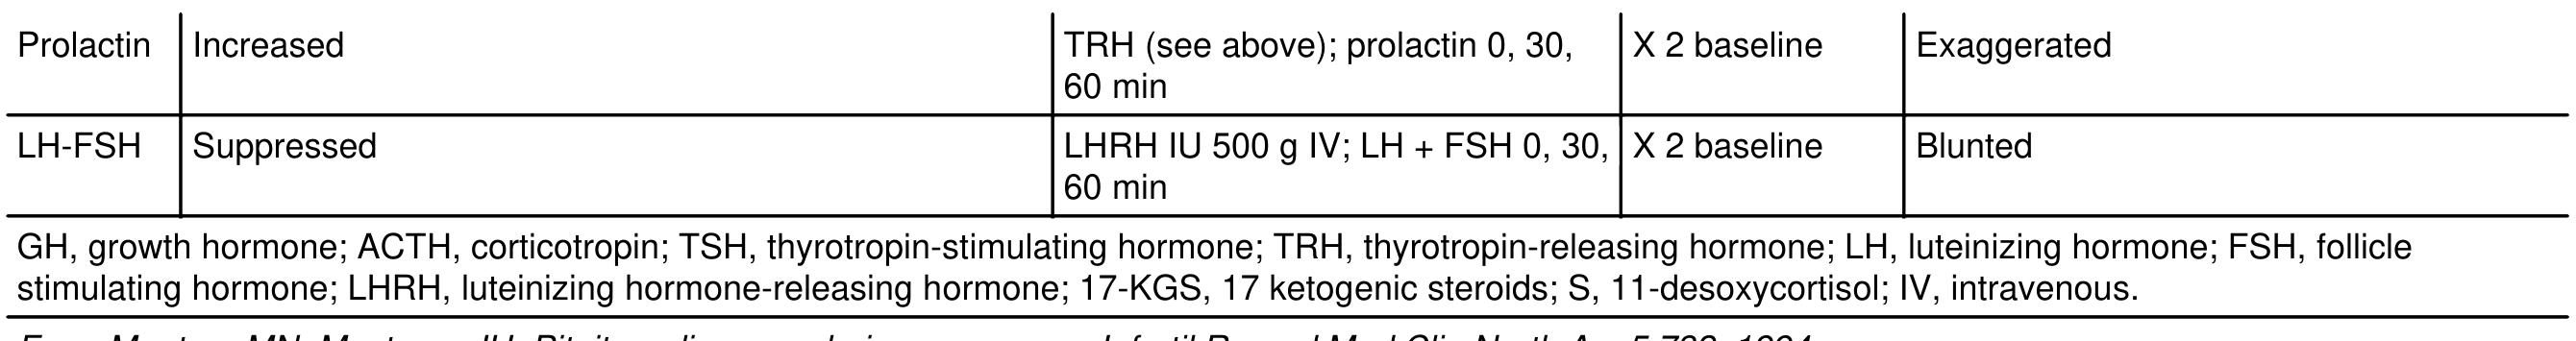 Prolactin Increased TRH (see above); prolactin 0, 30, X 2 baseline Exaggerated
60 min
LH-FSH Suppressed LHRH IU 500 g IV; LH + FSH 0, 30, X 2 baseline Blunted
60 min
GH, growth hormone; ACTH, corticotropin; TSH, thyrotropin-stimulating hormone; TRH, thyrotropin-releasing hormone; LH, luteinizing hormone; FSH, follicle
stimulating hormone; LHRH, luteinizing hormone-releasing hormone; 17-KGS, 17 ketogenic steroids; S, 11-desoxycortisol; IV, intravenous.